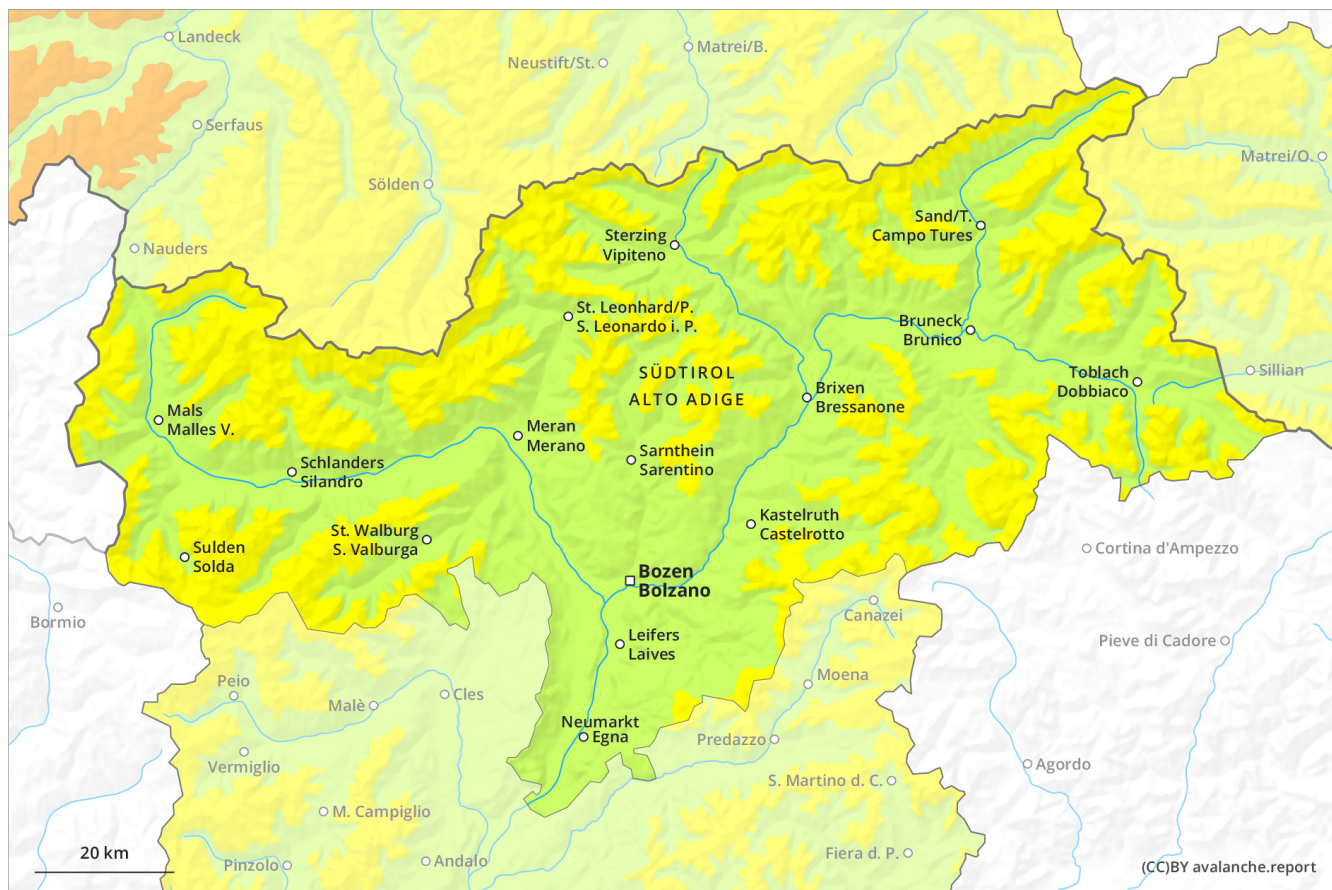 Landeck
Matrei/B.
Neustift/St.
Serfaus
Matrei/O.
Sölden
Sand/T.
Campo Tures
Sterzing
Vipiteno
Nauders
St. Leonhard/P.
S. Leonardo i. P.
Bruneck
Brunico
SÜDTIROL
ALTO ADIGE
Toblach
Dobbiaco
Sillian
Brixen
Bressanone
Mals
Malles V.
Meran
Merano
Sarnthein
Sarentino
Schlanders
Silandro
Kastelruth
Castelrotto
St. Walburg
S. Valburga
Sulden
Solda
Cortina d'Ampezzo
Bozen
Bolzano
Bormio
Canazei
Leifers
Laives
Pieve di Cadore
Peio
Moena
Malè
Cles
Neumarkt
Egna
Predazzo
Vermiglio
Agordo
S. Martino d. C.
M. Campiglio
20 km
Pinzolo
Andalo
Fiera d. P.
(CC)BY avalanche.report